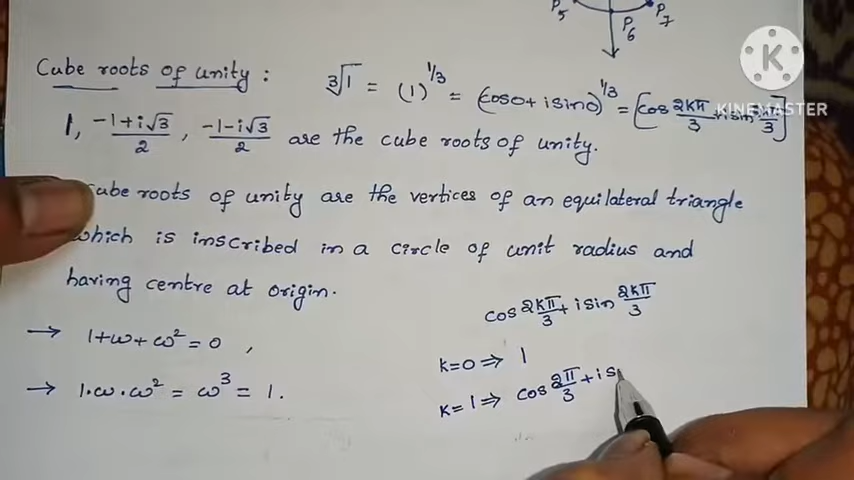 P5
P6
P7
K
KINEMASTER
Cube roots of unity : ∛1 = (1)^1/3 = (cos0 + i sin0)^1/3 = [cos 2kπ/3 + i sin 2kπ/3]
1, -1+i√3/2, -1-i√3/2 are the cube roots of unity.
Cube roots of unity are the vertices of an equilateral triangle
which is inscribed in a circle of unit radius and
having centre at origin.
→ 1+ω+ω² = 0 ,
→ 1·ω·ω² = ω³ = 1.
cos 2kπ/3 + i sin 2kπ/3
k=0 ⇒ 1
k=1 ⇒ cos 2π/3 + i s